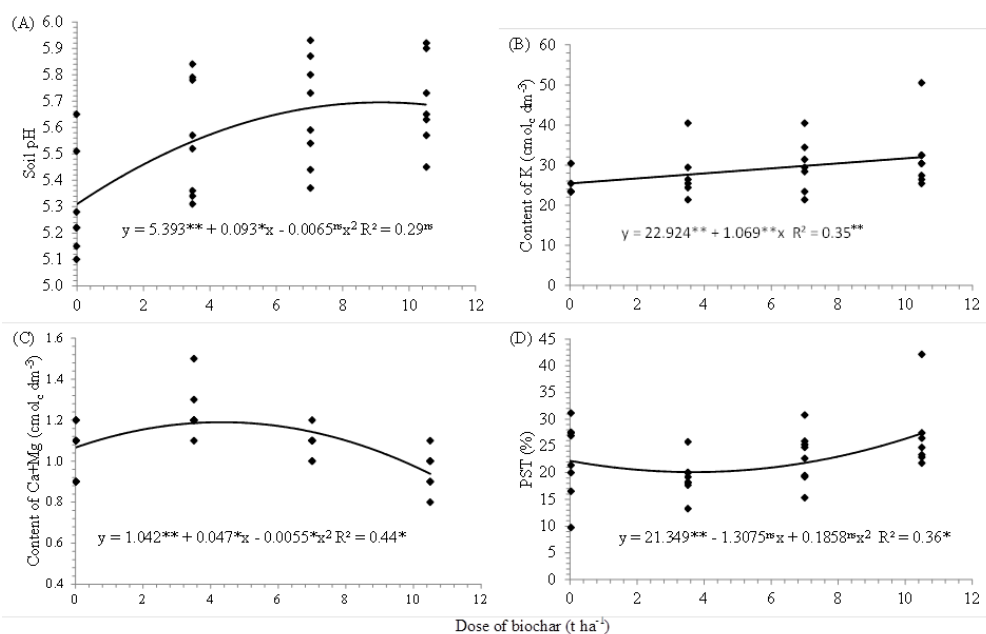 (A)
6.0
5.9
5.8
5.7
5.6
5.5
5.4
5.3
5.2
5.1
5.0
Soil pH
y = 5.393** + 0.093*x - 0.0065ⁿˢx² R² = 0.29ⁿˢ
0 2 4 6 8 10 12
(B)
60
50
40
30
20
10
0
Content of K (cmol_c dm⁻³)
y = 22.924** + 1.069**x R² = 0.35**
0 2 4 6 8 10 12
(C)
1.6
1.4
1.2
1.0
0.8
0.6
0.4
Content of Ca+Mg (cmol_c dm⁻³)
y = 1.042** + 0.047*x - 0.0055*x² R² = 0.44*
0 2 4 6 8 10 12
(D)
45
40
35
30
25
20
15
10
5
0
PST (%)
y = 21.349** - 1.3075ⁿˢx + 0.1858ⁿˢx² R² = 0.36*
0 2 4 6 8 10 12
Dose of biochar (t ha⁻¹)